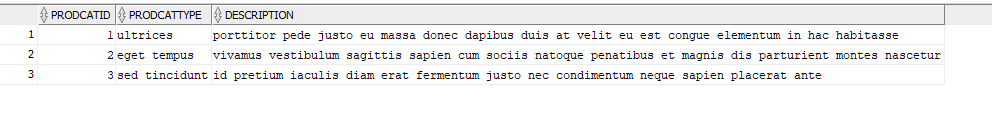 PRODCATID PRODCATTYPE DESCRIPTION
1 1 ultrices porttitor pede justo eu massa donec dapibus duis at velit eu est congue elementum in hac habitasse
2 2 eget tempus vivamus vestibulum sagittis sapien cum sociis natoque penatibus et magnis dis parturient montes nascetur
3 3 sed tincidunt id pretium iaculis diam erat fermentum justo nec condimentum neque sapien placerat ante